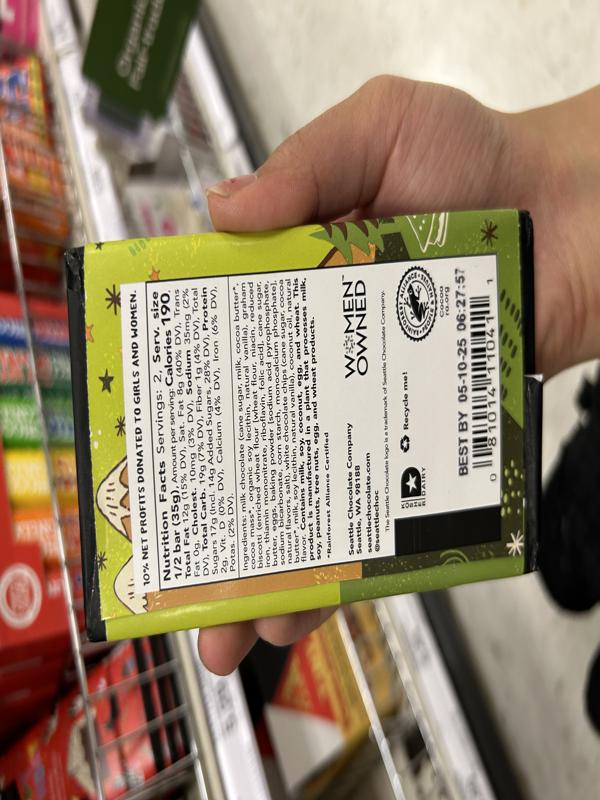 10% NET PROFITS DONATED TO GIRLS AND WOMEN.
Nutrition Facts Servings: 2, Serv. size
1/2 bar (35g), Amount per serving: Calories 190,
Total Fat 12g (15% DV), Sat. Fat 8g (40% DV), Trans
Fat 0g, Cholest. 10mg (3% DV), Sodium 35mg (2%
DV), Total Carb. 19g (7% DV), Fiber 1g (4% DV), Total
Sugars 17g (Incl. 14g Added Sugars, 28% DV), Protein
2g, Vit. D (0% DV), Calcium (4% DV), Iron (6% DV),
Potas. (2% DV).
Ingredients: milk chocolate (cane sugar, milk, cocoa butter*,
cocoa mass*, organic soy lecithin, natural vanilla), graham
biscotti (enriched wheat flour [wheat flour, niacin, reduced
iron, thiamin mononitrate, riboflavin, folic acid], cane sugar,
butter, eggs, baking powder [sodium acid pyrophosphate,
sodium bicarbonate, corn starch, monocalcium phosphate],
natural flavors, salt), white chocolate chips (cane sugar, cocoa
butter*, milk, soy lecithin, natural vanilla), coconut oil, natural
flavor. Contains milk, soy, coconut, egg, and wheat. This
product is manufactured in a plant that processes milk,
soy, peanuts, tree nuts, egg, and wheat products.
*Rainforest Alliance Certified
WOMEN
OWNED
Seattle Chocolate Company
Seattle, WA 98188
seattlechocolate.com
@seattlechoc
The Seattle Chocolate logo is a trademark of Seattle Chocolate Company.
Recycle me!
KOSHER
DAIRY
BEST BY 05-10-25 06:27:57
0 81014 11104 1 1